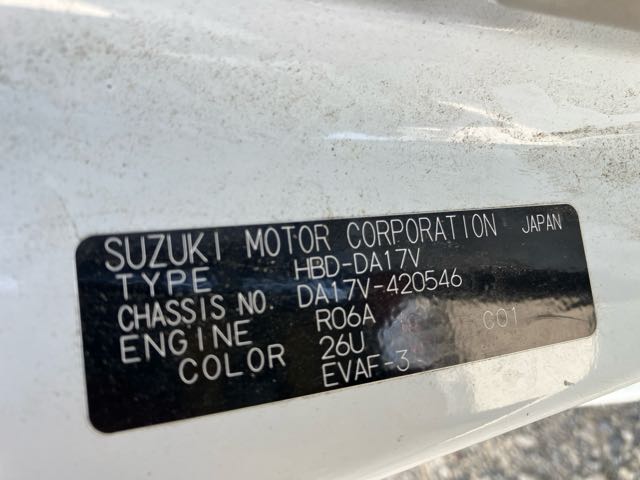 SUZUKI MOTOR CORPORATION JAPAN
TYPE HBD-DA17V
CHASSIS NO. DA17V-420546
ENGINE R06A C01
COLOR 26U
EVAF-3